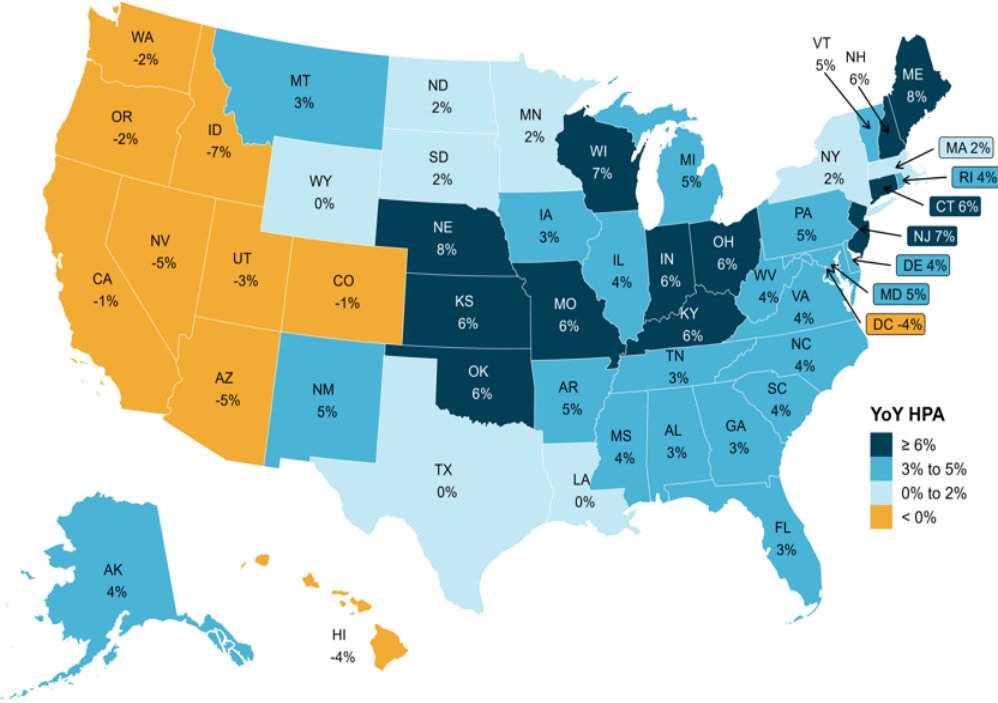 WA
-2%
OR
-2%
ID
-7%
MT
3%
ND
2%
MN
2%
SD
2%
WY
0%
WI
7%
MI
5%
VT
5%
NH
6%
ME
8%
NY
2%
MA 2%
RI 4%
CT 6%
NJ 7%
DE 4%
MD 5%
DC -4%
PA
5%
NE
8%
IA
3%
IL
4%
IN
6%
OH
6%
WV
4%
VA
4%
NV
-5%
UT
-3%
CO
-1%
CA
-1%
KS
6%
MO
6%
KY
6%
NC
4%
TN
3%
SC
4%
AZ
-5%
NM
5%
OK
6%
AR
5%
MS
4%
AL
3%
GA
3%
TX
0%
LA
0%
FL
3%
AK
4%
HI
-4%
YoY HPA
≥ 6%
3% to 5%
0% to 2%
< 0%